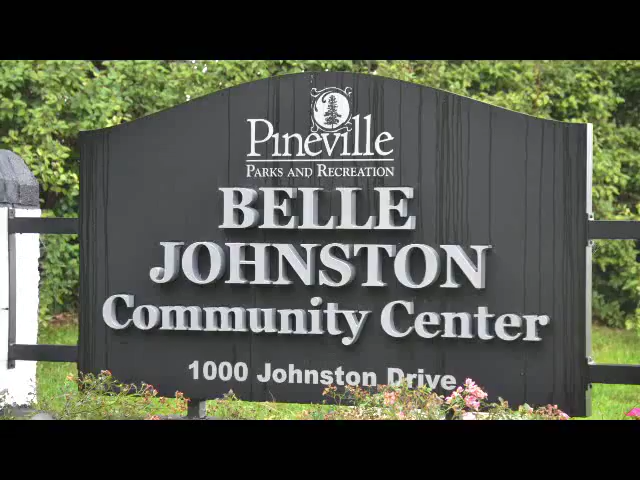 Pineville
PARKS AND RECREATION
BELLE
JOHNSTON
Community Center
1000 Johnston Drive